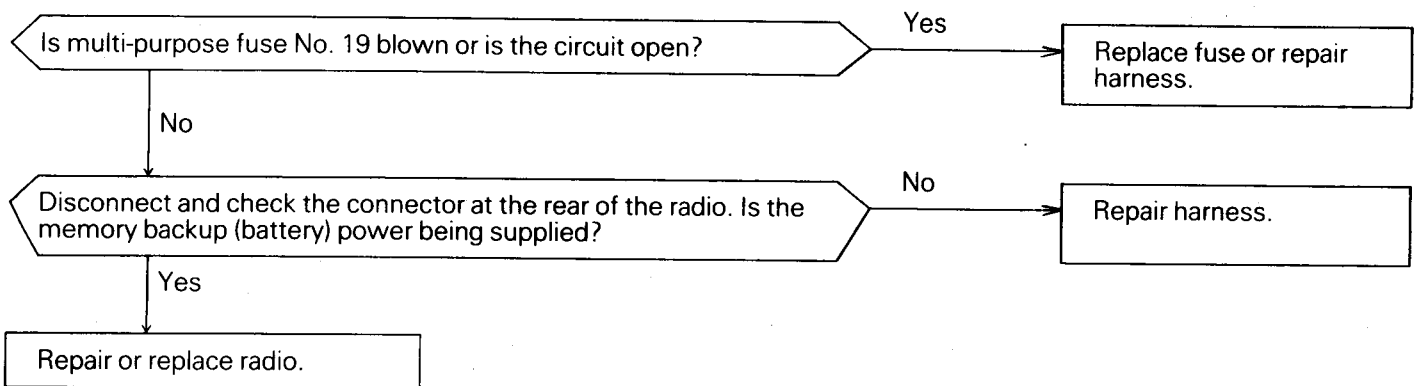 Is multi-purpose fuse No. 19 blown or is the circuit open?
Yes
Replace fuse or repair
harness.
No
Disconnect and check the connector at the rear of the radio. Is the
memory backup (battery) power being supplied?
No
Repair harness.
Yes
Repair or replace radio.